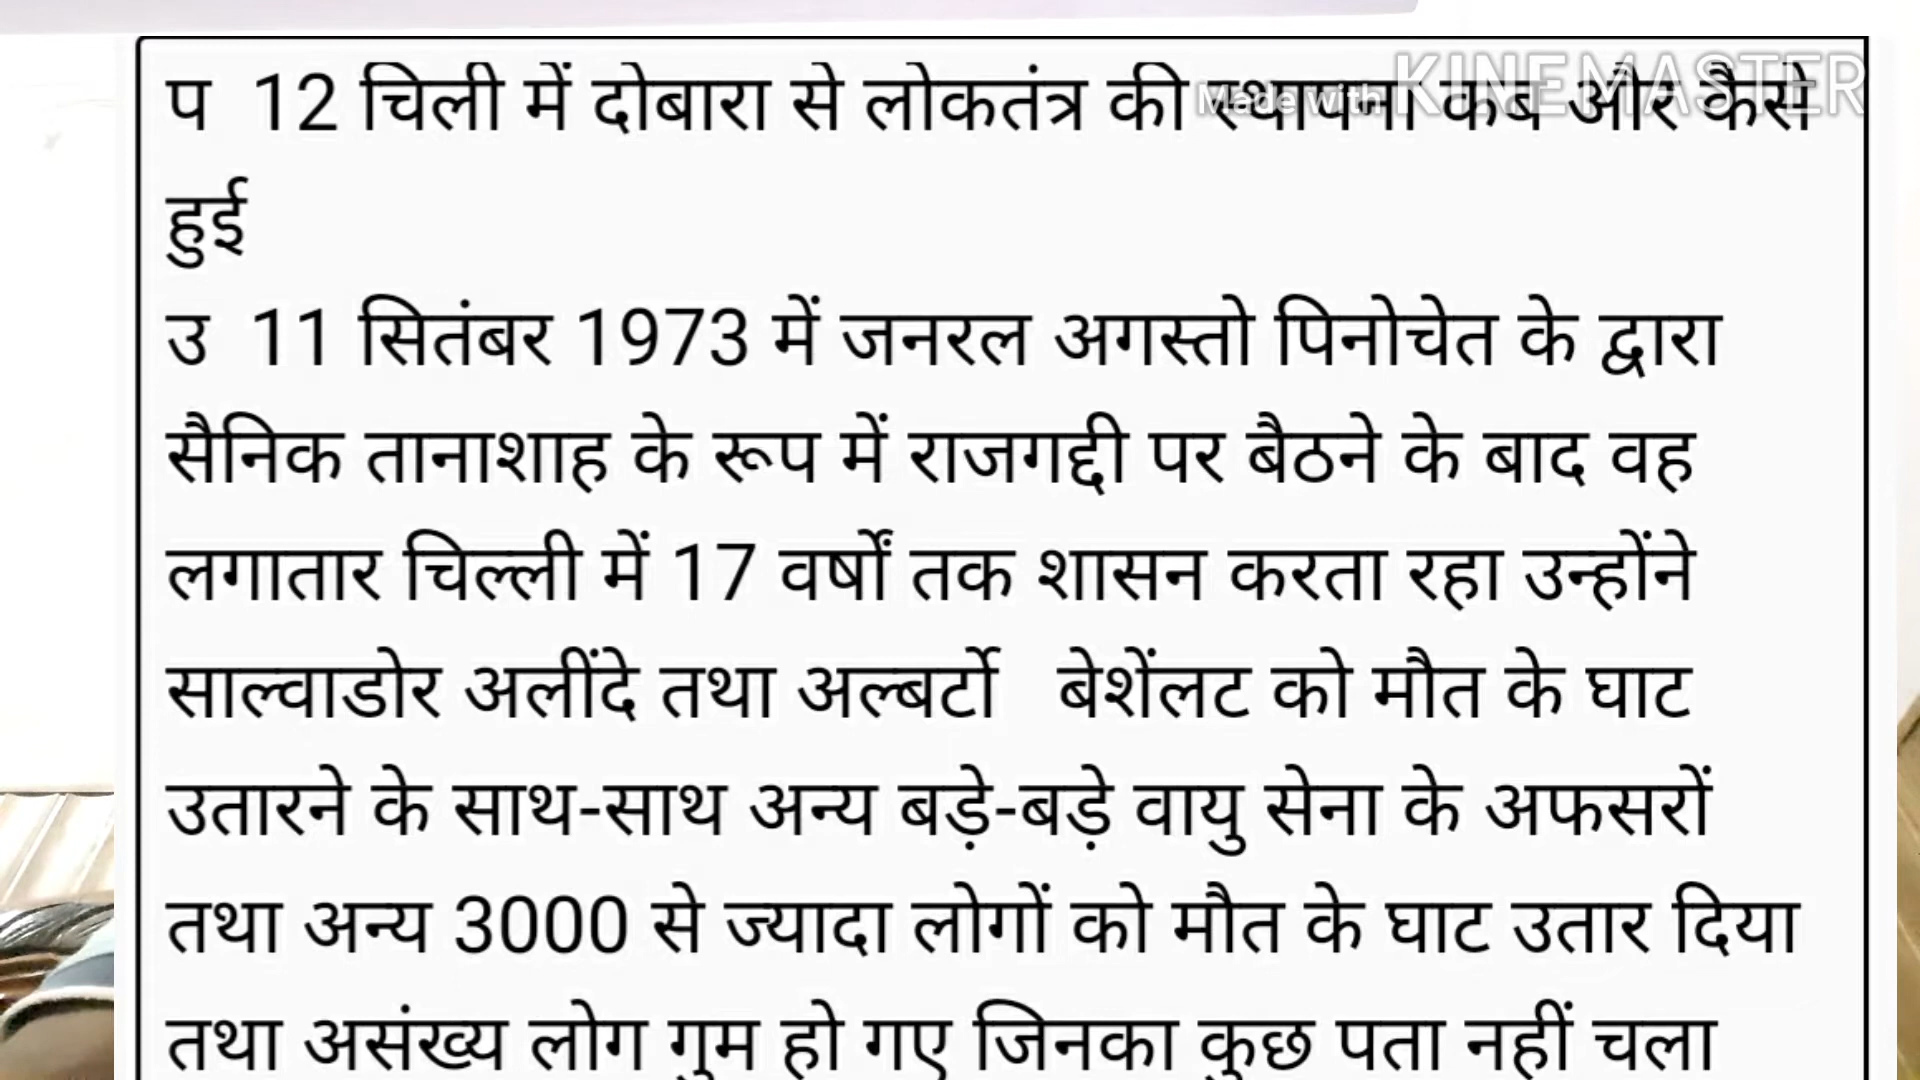 प 12 चिली में दोबारा से लोकतंत्र की स्थापना कब और कैसे
Made with KINEMASTER
हुई
उ 11 सितंबर 1973 में जनरल अगस्तो पिनोचेत के द्वारा
सैनिक तानाशाह के रूप में राजगद्दी पर बैठने के बाद वह
लगातार चिल्ली में 17 वर्षों तक शासन करता रहा उन्होंने
साल्वाडोर अलींदे तथा अल्बर्टो बेशेंलट को मौत के घाट
उतारने के साथ-साथ अन्य बड़े-बड़े वायु सेना के अफसरों
तथा अन्य 3000 से ज्यादा लोगों को मौत के घाट उतार दिया
तथा असंख्य लोग गुम हो गए जिनका कुछ पता नहीं चला